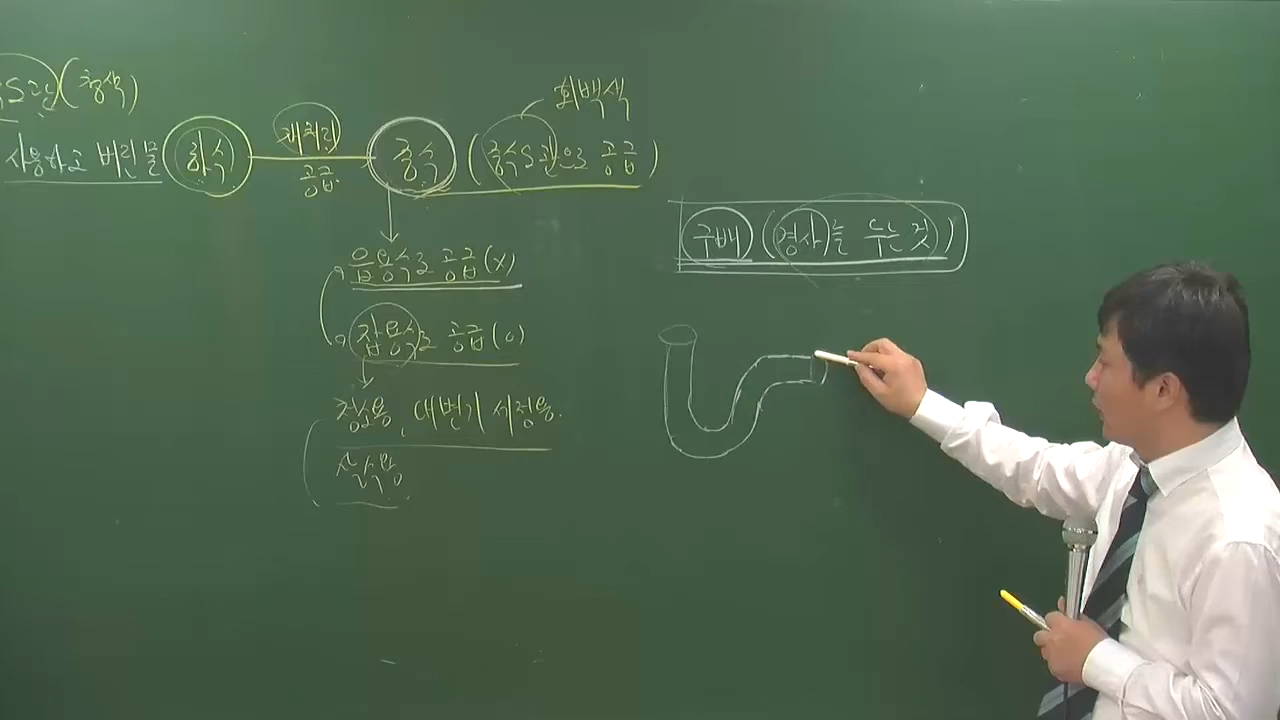 S관(청색)
사용하고 버린 물 하수 재처리 공급 중수 (중수S관으로 공급)
회백색
음용수로 공급(x)
잡용수로 공급(o)
청소용, 대변기 세정용.
살수용
구배 (경사를 두는 것)